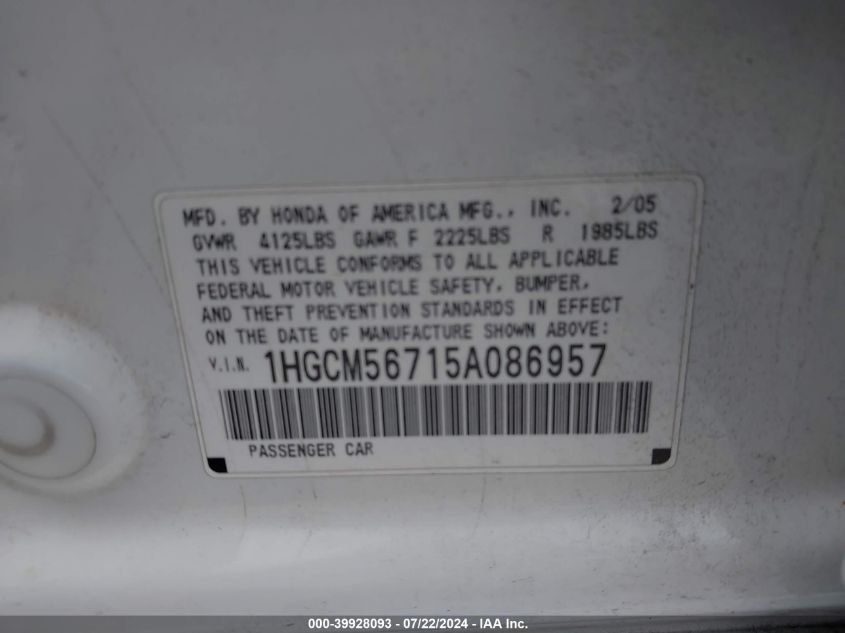 MFD. BY HONDA OF AMERICA MFG., INC. 2/05
GVWR 4125LBS GAWR F 2225LBS R 1985LBS
THIS VEHICLE CONFORMS TO ALL APPLICABLE
FEDERAL MOTOR VEHICLE SAFETY, BUMPER,
AND THEFT PREVENTION STANDARDS IN EFFECT
ON THE DATE OF MANUFACTURE SHOWN ABOVE:
V.I.N. 1HGCM56715A086957
PASSENGER CAR
000-39928093 - 07/22/2024 - IAA Inc.